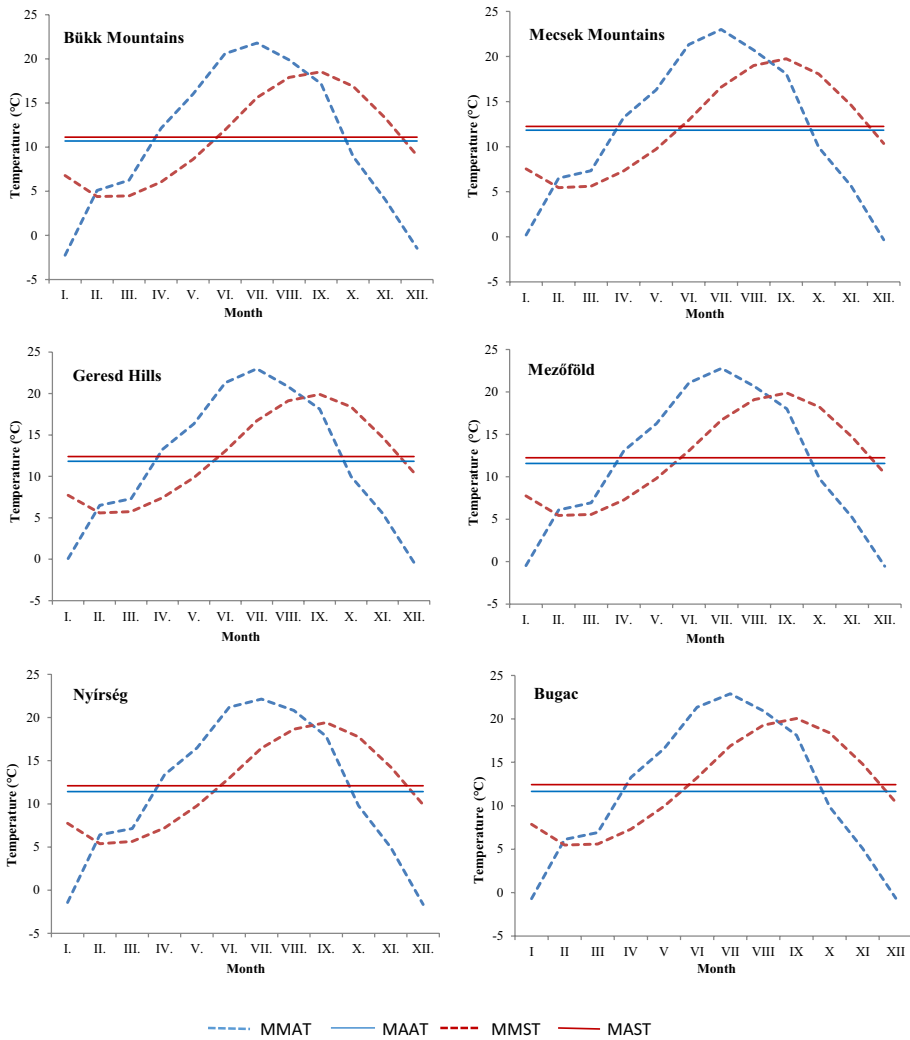 Bükk Mountains
Temperature (°C)
25
20
15
10
5
0
-5
I. II. III. IV. V. VI. VII. VIII. IX. X. XI. XII.
Month
Mecsek Mountains
Temperature (°C)
25
20
15
10
5
0
-5
I. II. III. IV. V. VI. VII. VIII. IX. X. XI. XII.
Month
Geresd Hills
Temperature (°C)
25
20
15
10
5
0
-5
I. II. III. IV. V. VI. VII. VIII. IX. X. XI. XII.
Month
Mezőföld
Temperature (°C)
25
20
15
10
5
0
-5
I. II. III. IV. V. VI. VII. VIII. IX. X. XI. XII.
Month
Nyírség
Temperature (°C)
25
20
15
10
5
0
-5
I. II. III. IV. V. VI. VII. VIII. IX. X. XI. XII.
Month
Bugac
Temperature (°C)
25
20
15
10
5
0
-5
I II III IV V VI VII VIII IX X XI XII
Month
MMAT MAAT MMST MAST